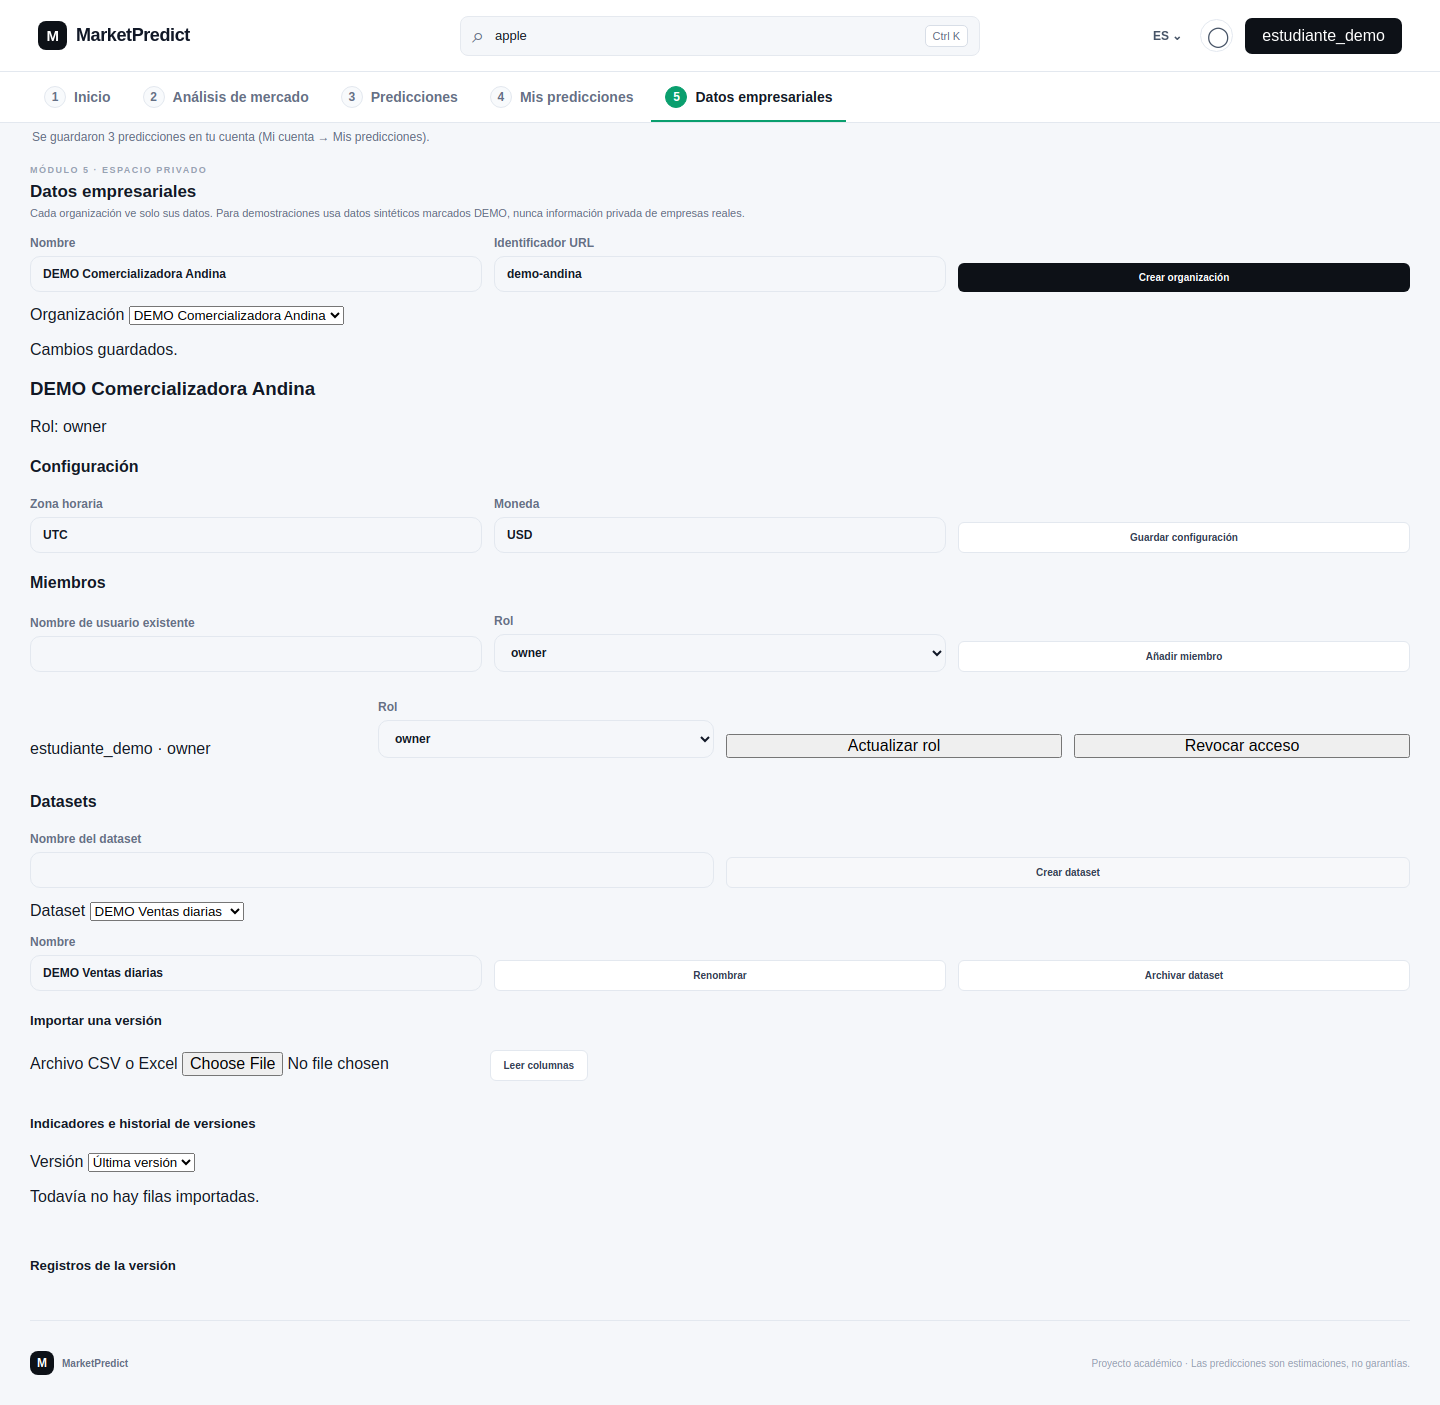 M MarketPredict
apple
Ctrl K
ES
estudiante_demo
1 Inicio
2 Análisis de mercado
3 Predicciones
4 Mis predicciones
5 Datos empresariales
Se guardaron 3 predicciones en tu cuenta (Mi cuenta → Mis predicciones).
MÓDULO 5 · ESPACIO PRIVADO
Datos empresariales
Cada organización ve solo sus datos. Para demostraciones usa datos sintéticos marcados DEMO, nunca información privada de empresas reales.
Nombre
Identificador URL
DEMO Comercializadora Andina
demo-andina
Crear organización
Organización DEMO Comercializadora Andina
Cambios guardados.
DEMO Comercializadora Andina
Rol: owner
Configuración
Zona horaria
Moneda
UTC
USD
Guardar configuración
Miembros
Nombre de usuario existente
Rol
owner
Añadir miembro
Rol
estudiante_demo · owner
owner
Actualizar rol
Revocar acceso
Datasets
Nombre del dataset
Crear dataset
Dataset DEMO Ventas diarias
Nombre
DEMO Ventas diarias
Renombrar
Archivar dataset
Importar una versión
Archivo CSV o Excel Choose File No file chosen
Leer columnas
Indicadores e historial de versiones
Versión Última versión
Todavía no hay filas importadas.
Registros de la versión
M MarketPredict
Proyecto académico · Las predicciones son estimaciones, no garantías.